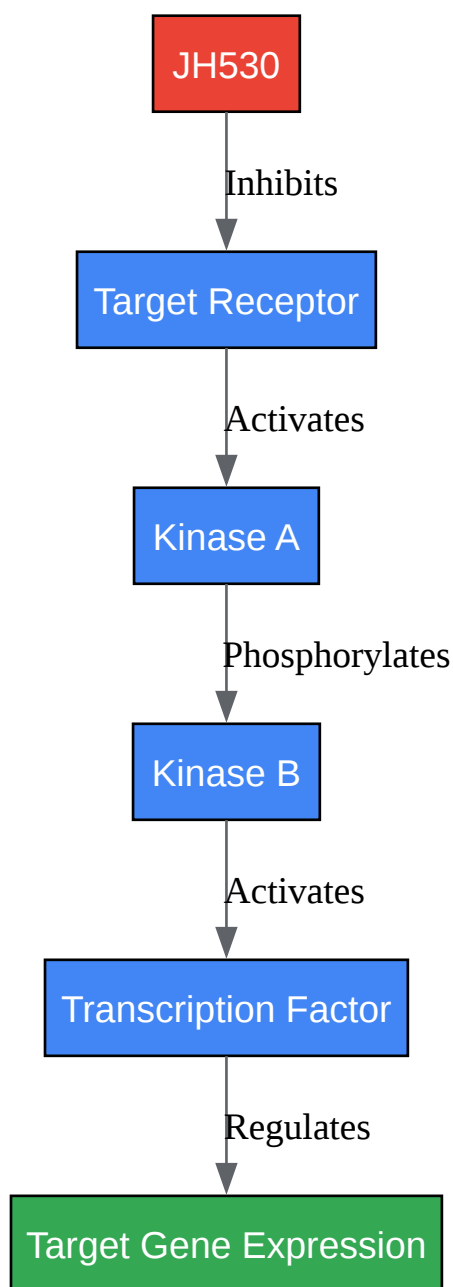 JH530
Inhibits
Target Receptor
Activates
Kinase A
Phosphorylates
Kinase B
Activates
Transcription Factor
Regulates
Target Gene Expression